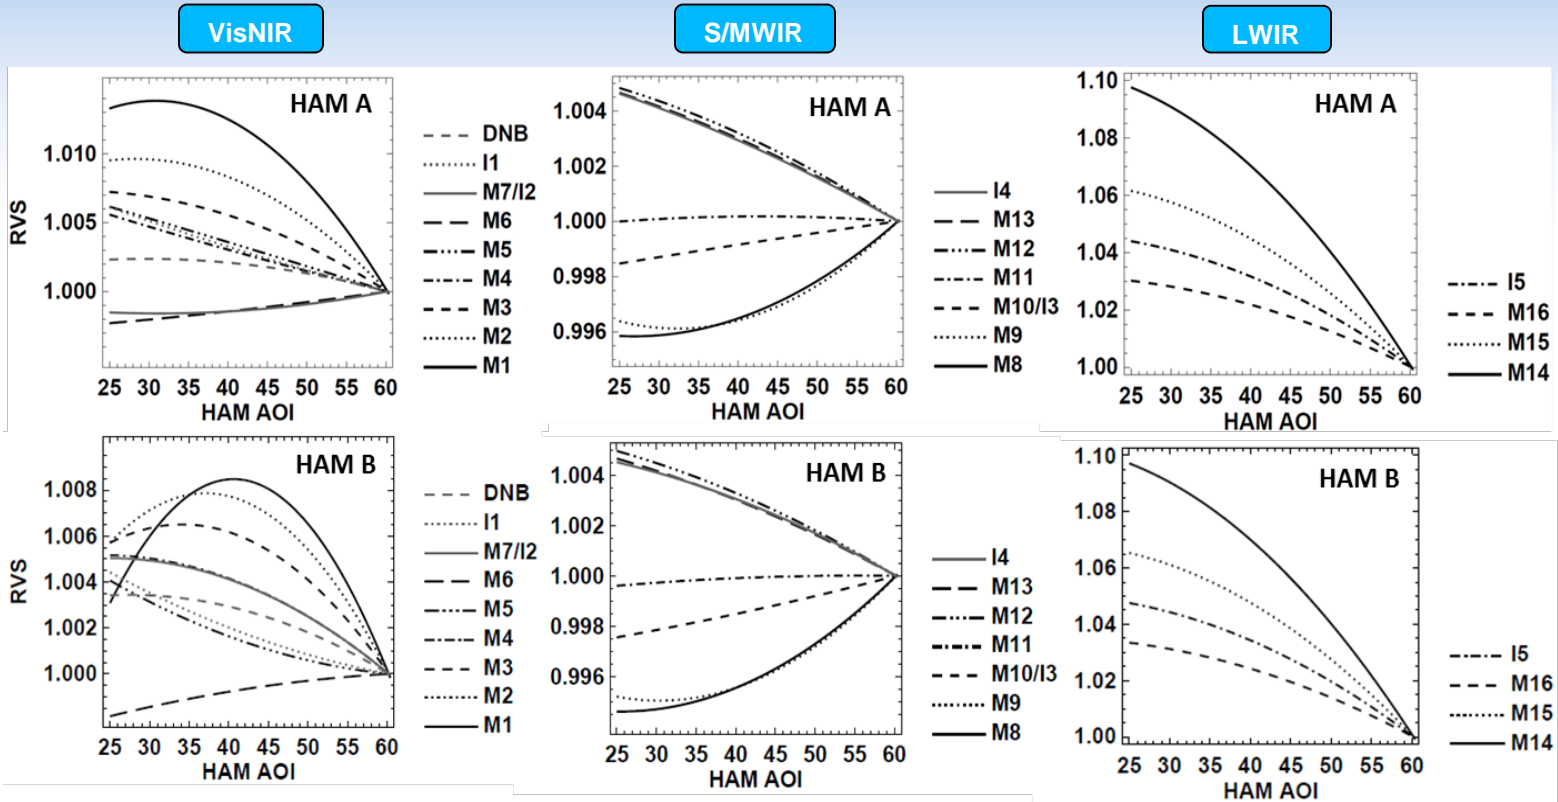 VisNIR
S/MWIR
LWIR
HAM A
RVS
1.010
1.005
1.000
25 30 35 40 45 50 55 60
HAM AOI
DNB
I1
M7/I2
M6
M5
M4
M3
M2
M1
HAM A
1.004
1.002
1.000
0.998
0.996
25 30 35 40 45 50 55 60
HAM AOI
I4
M13
M12
M11
M10/I3
M9
M8
HAM A
1.10
1.08
1.06
1.04
1.02
1.00
25 30 35 40 45 50 55 60
HAM AOI
I5
M16
M15
M14
HAM B
RVS
1.008
1.006
1.004
1.002
1.000
25 30 35 40 45 50 55 60
HAM AOI
DNB
I1
M7/I2
M6
M5
M4
M3
M2
M1
HAM B
1.004
1.002
1.000
0.998
0.996
25 30 35 40 45 50 55 60
HAM AOI
I4
M13
M12
M11
M10/I3
M9
M8
HAM B
1.10
1.08
1.06
1.04
1.02
1.00
25 30 35 40 45 50 55 60
HAM AOI
I5
M16
M15
M14